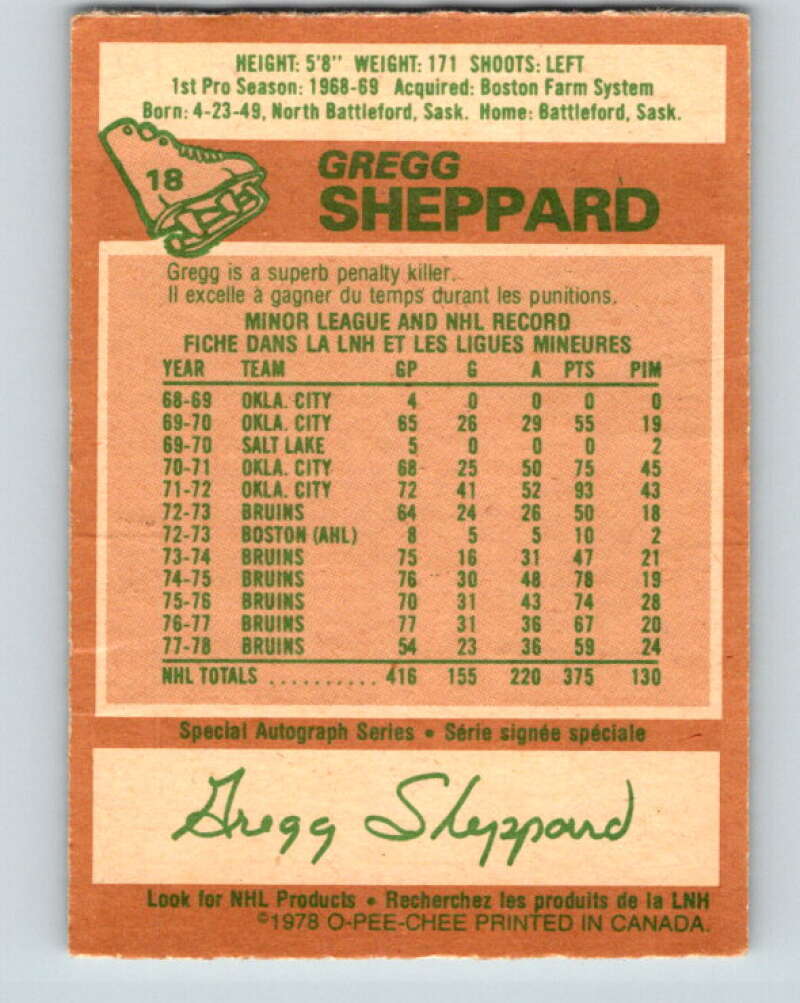 HEIGHT: 5'8" WEIGHT: 171 SHOOTS: LEFT
1st Pro Season: 1968-69 Acquired: Boston Farm System
Born: 4-23-49, North Battleford, Sask. Home: Battleford, Sask.
18
GREGG
SHEPPARD
Gregg is a superb penalty killer.
Il excelle à gagner du temps durant les punitions.
MINOR LEAGUE AND NHL RECORD
FICHE DANS LA LNH ET LES LIGUES MINEURES
YEAR TEAM GP G A PTS PIM
68-69 OKLA. CITY 4 0 0 0 0
69-70 OKLA. CITY 65 26 29 55 19
69-70 SALT LAKE 5 0 0 0 2
70-71 OKLA. CITY 68 25 50 75 45
71-72 OKLA. CITY 72 41 52 93 43
72-73 BRUINS 64 24 26 50 18
72-73 BOSTON (AHL) 8 5 5 10 2
73-74 BRUINS 75 16 31 47 21
74-75 BRUINS 76 30 48 78 19
75-76 BRUINS 70 31 43 74 28
76-77 BRUINS 77 31 36 67 20
77-78 BRUINS 54 23 36 59 24
NHL TOTALS .......... 416 155 220 375 130
Special Autograph Series • Série signée spéciale
Gregg Sheppard
Look for NHL Products • Recherchez les produits de la LNH
©1978 O-PEE-CHEE PRINTED IN CANADA.